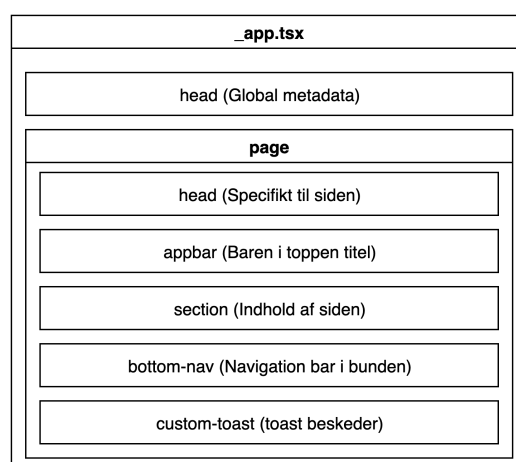 _app.tsx
head (Global metadata)
page
head (Specifikt til siden)
appbar (Baren i toppen titel)
section (Indhold af siden)
bottom-nav (Navigation bar i bunden)
custom-toast (toast beskeder)